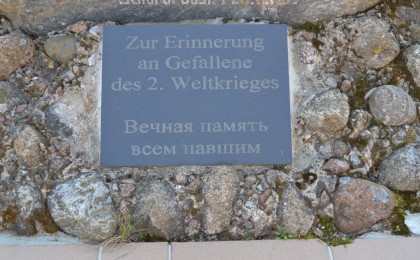 Zur Erinnerung
an Gefallene
des 2. Weltkrieges
Вечная память
всем павшим